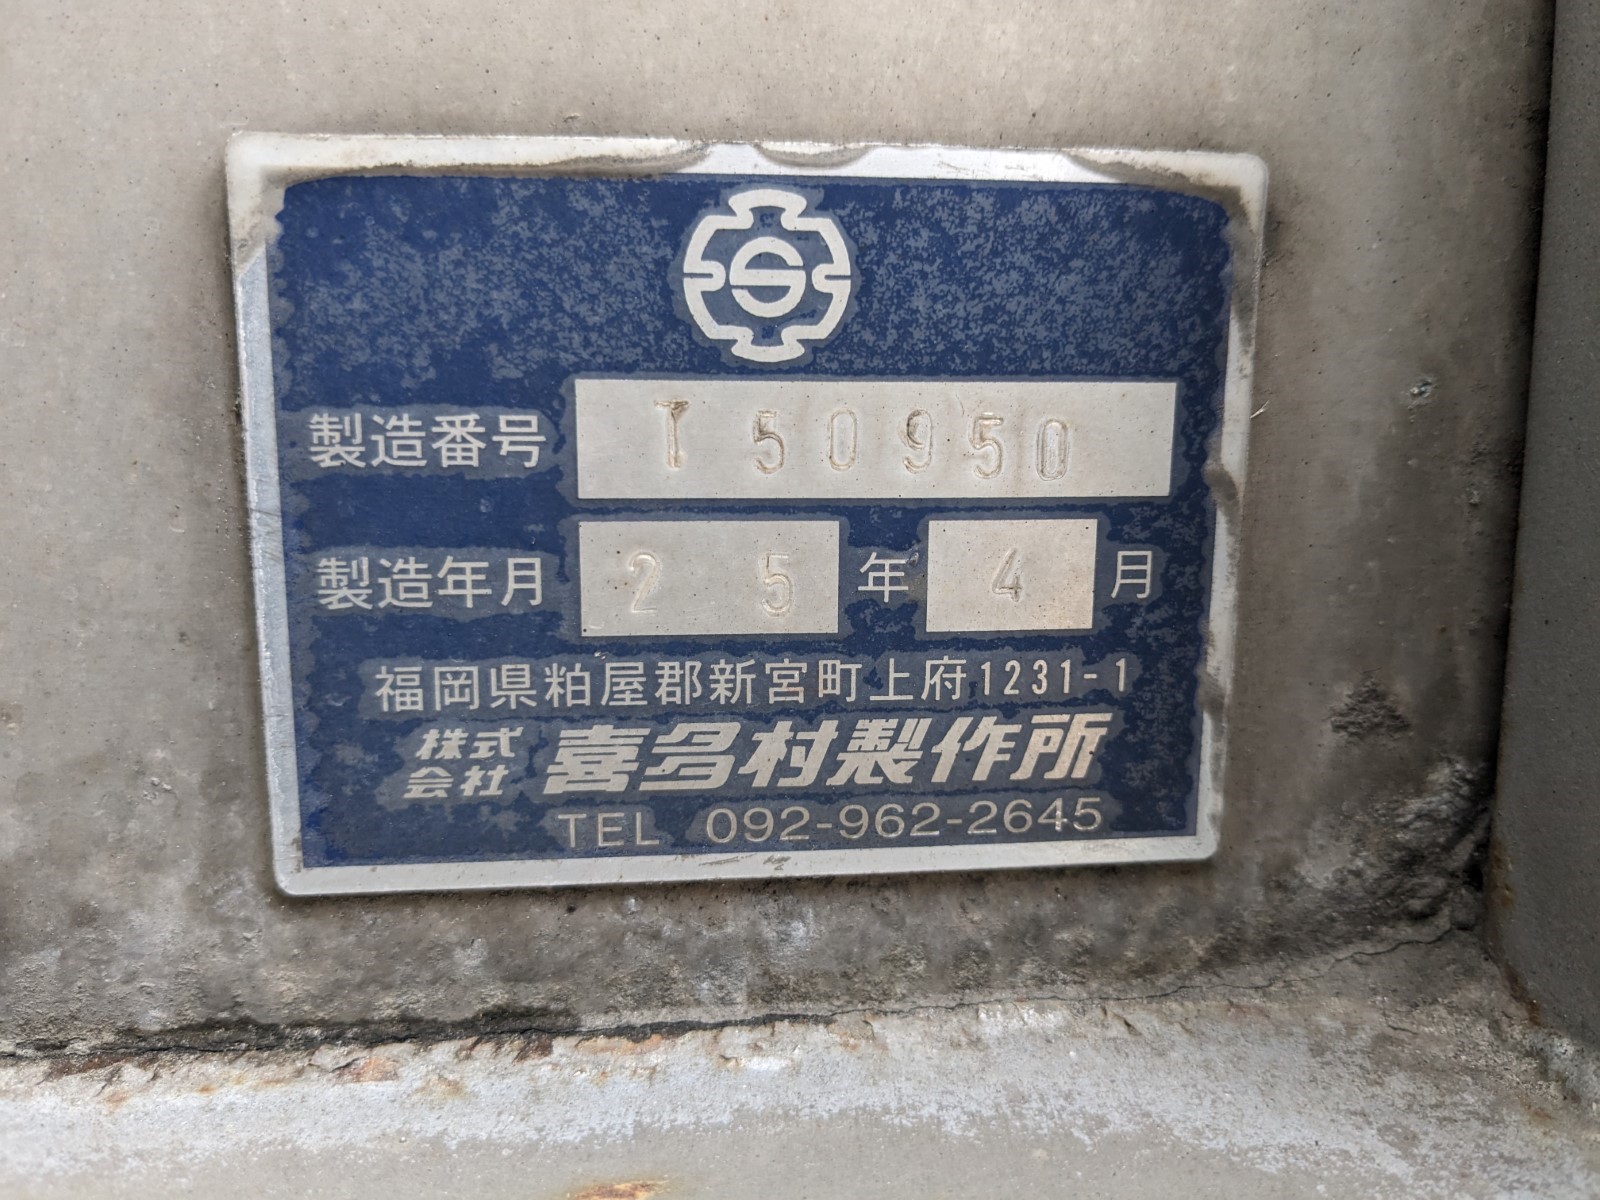 S
製造番号 T 50950
製造年月 2 5 年 4 月
福岡県粕屋郡新宮町上府1231-1
株式会社 喜多村製作所
TEL 092-962-2645